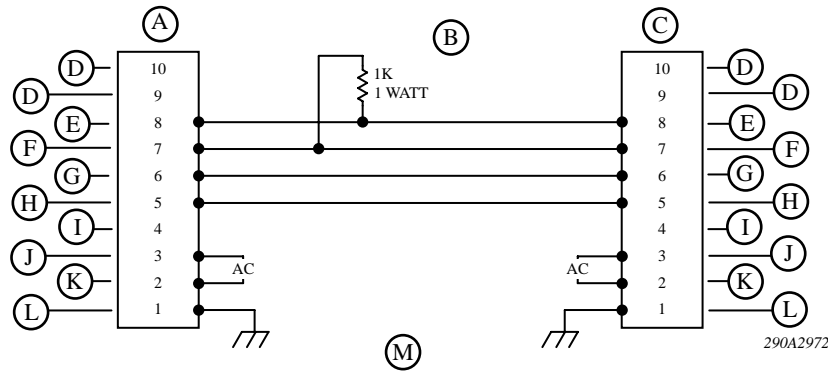 A
B
C
D 10
D 9
E 8
F 7
G 6
H 5
I 4
J 3
K 2
L 1
1K
1 WATT
AC
AC
10 D
9 D
8 E
7 F
6 G
5 H
4 I
3 J
2 K
1 L
M
290A2972